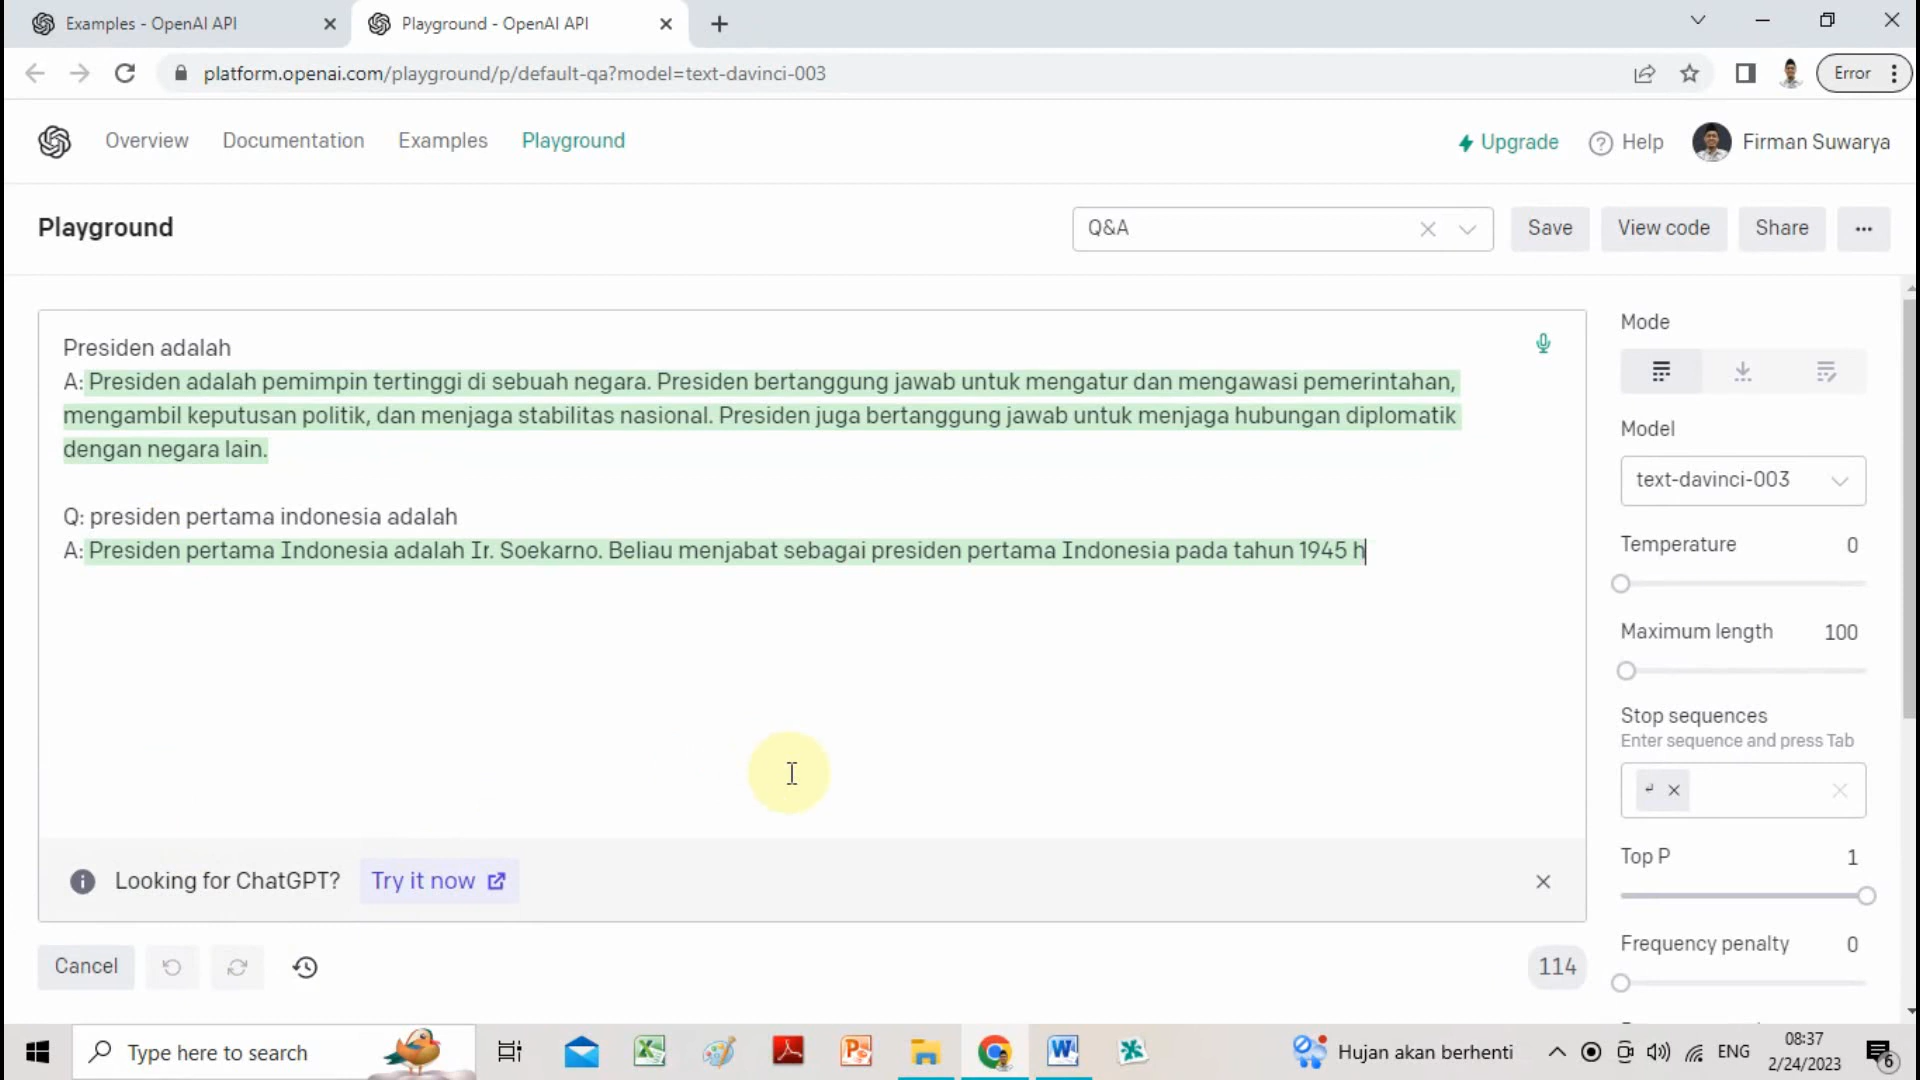 Examples - OpenAI API
Playground - OpenAI API
platform.openai.com/playground/p/default-qa?model=text-davinci-003
Error
Overview
Documentation
Examples
Playground
Upgrade
Help
Firman Suwarya
Playground
Q&A
Save
View code
Share
Presiden adalah
A: Presiden adalah pemimpin tertinggi di sebuah negara. Presiden bertanggung jawab untuk mengatur dan mengawasi pemerintahan,
mengambil keputusan politik, dan menjaga stabilitas nasional. Presiden juga bertanggung jawab untuk menjaga hubungan diplomatik
dengan negara lain.
Q: presiden pertama indonesia adalah
A: Presiden pertama Indonesia adalah Ir. Soekarno. Beliau menjabat sebagai presiden pertama Indonesia pada tahun 1945 h
Looking for ChatGPT?
Try it now
Cancel
114
Mode
Model
text-davinci-003
Temperature
0
Maximum length
100
Stop sequences
Enter sequence and press Tab
Top P
1
Frequency penalty
0
Type here to search
Hujan akan berhenti
ENG
08:37
2/24/2023
6